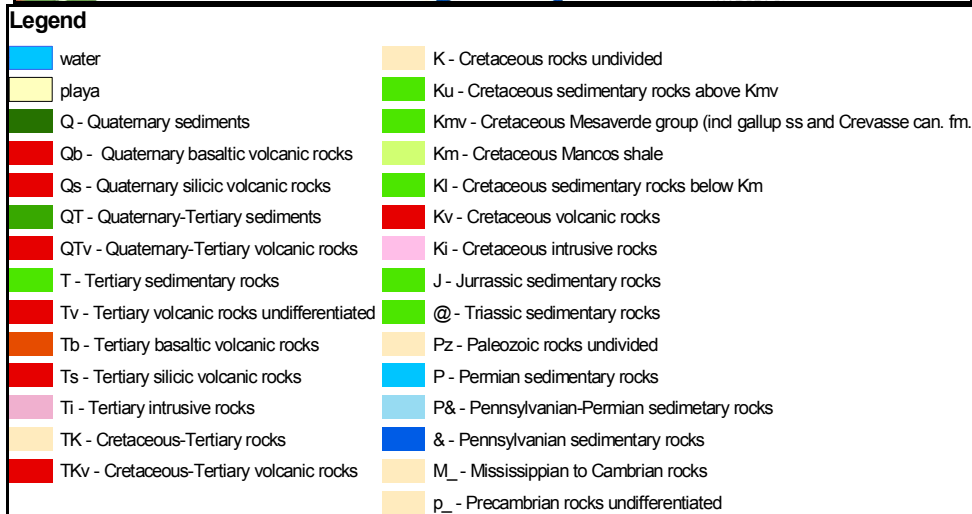 Legend
water
playa
Q - Quaternary sediments
Qb - Quaternary basaltic volcanic rocks
Qs - Quaternary silicic volcanic rocks
QT - Quaternary-Tertiary sediments
QTv - Quaternary-Tertiary volcanic rocks
T - Tertiary sedimentary rocks
Tv - Tertiary volcanic rocks undifferentiated
Tb - Tertiary basaltic volcanic rocks
Ts - Tertiary silicic volcanic rocks
Ti - Tertiary intrusive rocks
TK - Cretaceous-Tertiary rocks
TKv - Cretaceous-Tertiary volcanic rocks
K - Cretaceous rocks undivided
Ku - Cretaceous sedimentary rocks above Kmv
Kmv - Cretaceous Mesaverde group (incl gallup ss and Crevasse can. fm.
Km - Cretaceous Mancos shale
Kl - Cretaceous sedimentary rocks below Km
Kv - Cretaceous volcanic rocks
Ki - Cretaceous intrusive rocks
J - Jurrassic sedimentary rocks
@ - Triassic sedimentary rocks
Pz - Paleozoic rocks undivided
P - Permian sedimentary rocks
P& - Pennsylvanian-Permian sedimetary rocks
& - Pennsylvanian sedimentary rocks
M_ - Mississippian to Cambrian rocks
p_ - Precambrian rocks undifferentiated